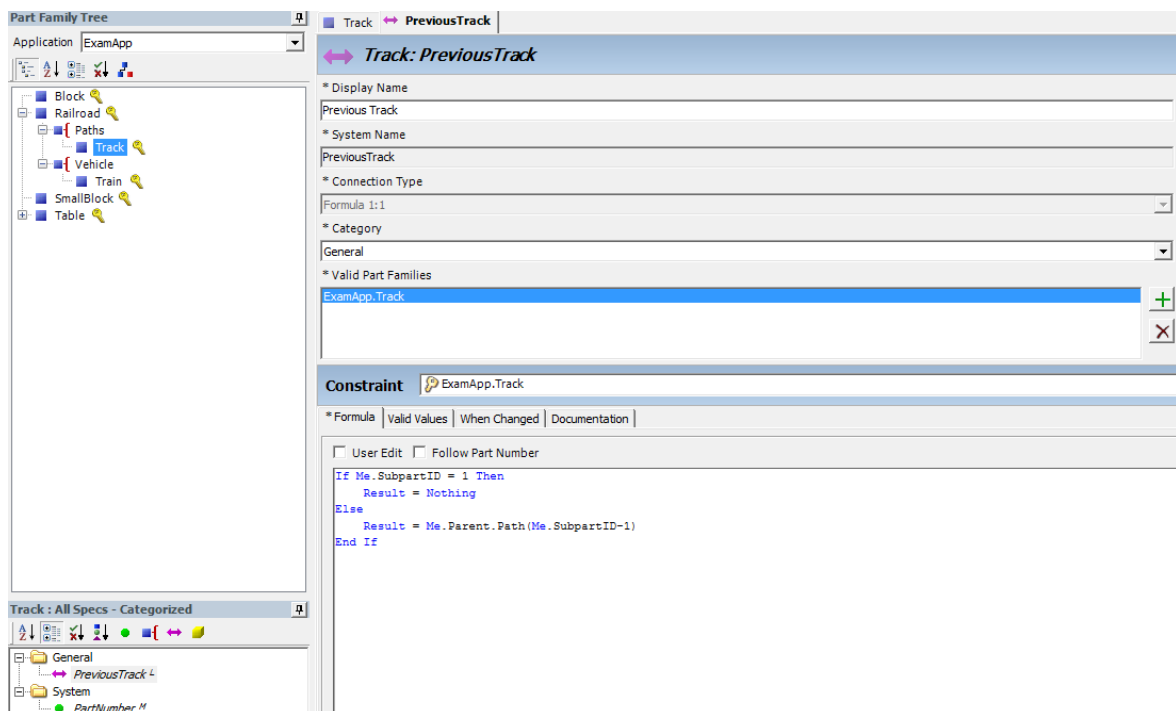 Part Family Tree
Application ExamApp
Block
Railroad
Paths
Track
Vehicle
Train
SmallBlock
Table
Track : All Specs - Categorized
General
PreviousTrack L
System
PartNumber M
Track PreviousTrack
Track: PreviousTrack
* Display Name
Previous Track
* System Name
PreviousTrack
* Connection Type
Formula 1:1
* Category
General
* Valid Part Families
ExamApp.Track
Constraint ExamApp.Track
* Formula Valid Values When Changed Documentation
User Edit Follow Part Number
If Me.SubpartID = 1 Then
Result = Nothing
Else
Result = Me.Parent.Path(Me.SubpartID-1)
End If